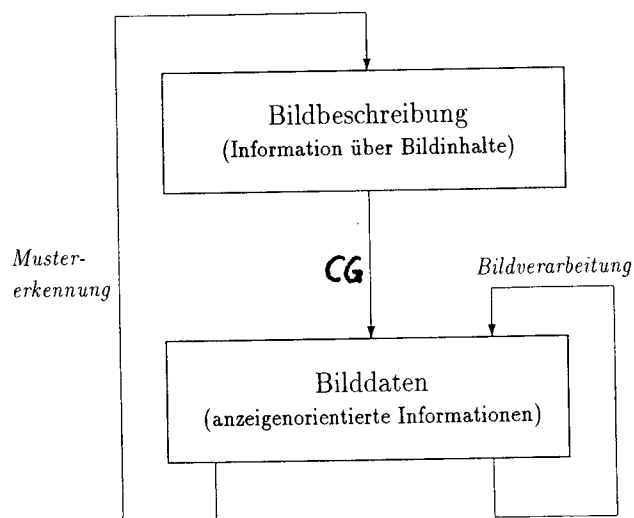 Bildbeschreibung
(Information über Bildinhalte)
Muster-
erkennung
CG
Bildverarbeitung
Bilddaten
(anzeigenorientierte Informationen)